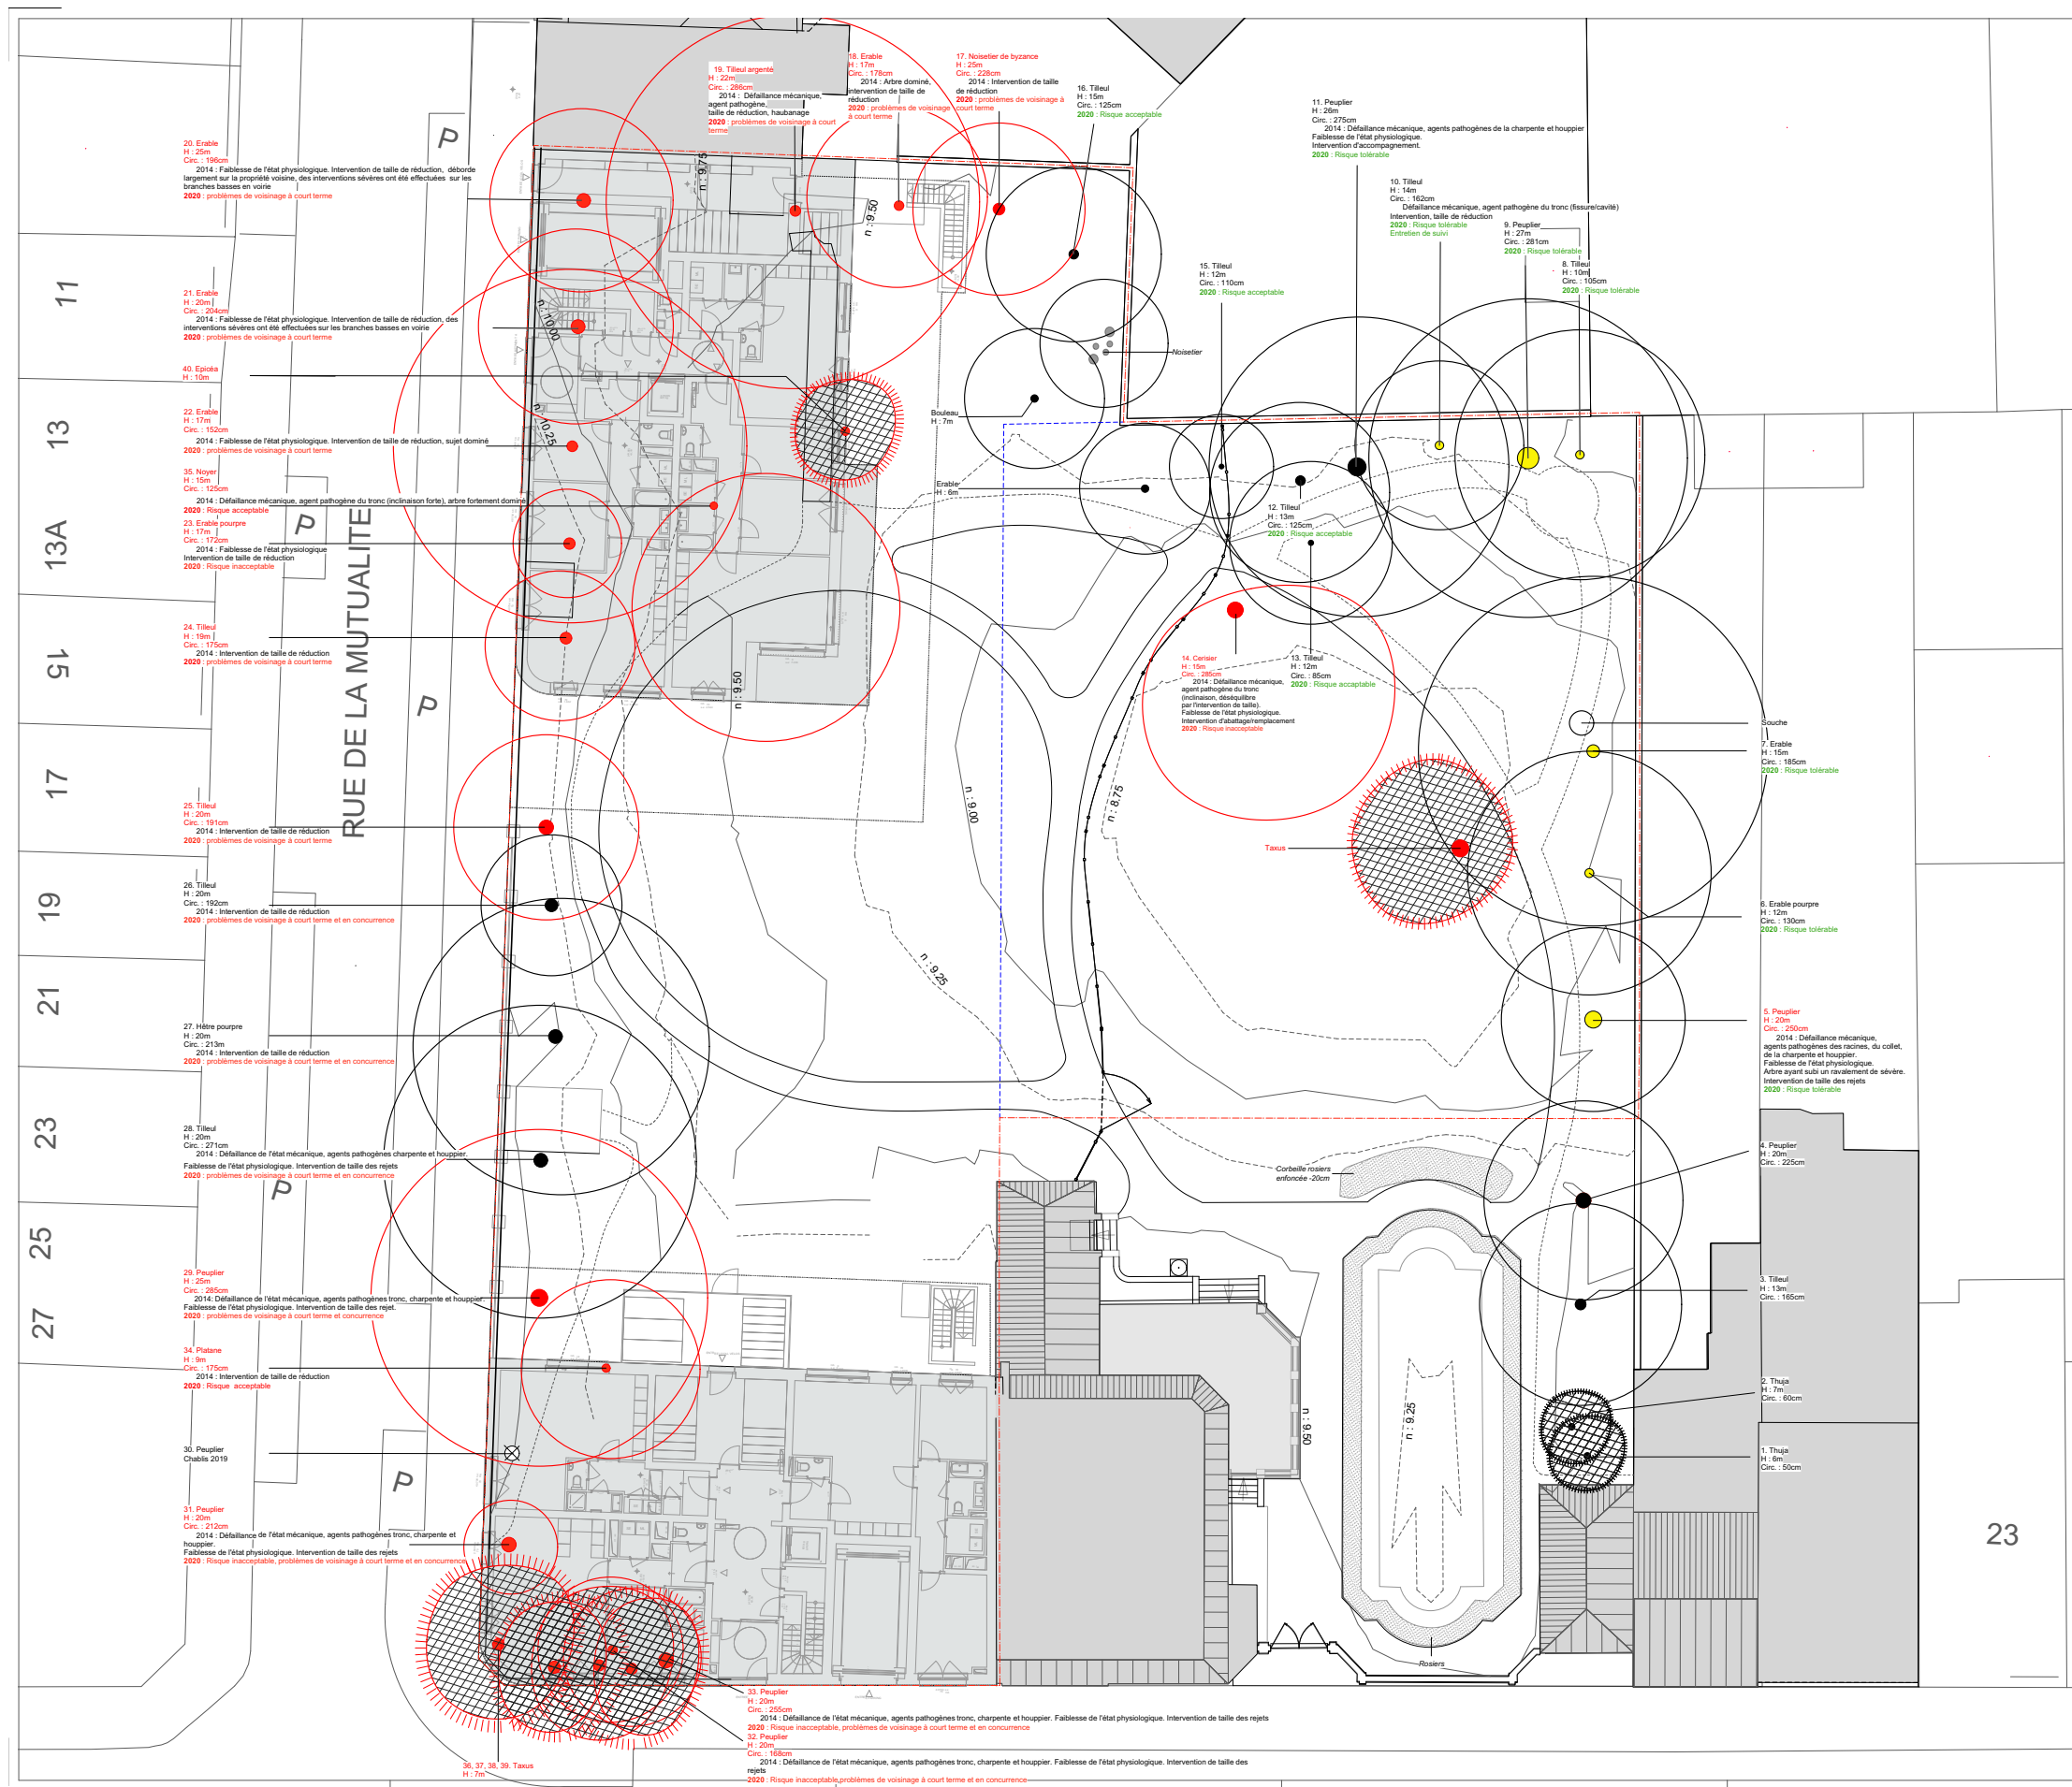 19. Tilleul argenté
H : 22m
Circ. : 286cm
2014 : Défaillance mécanique,
agent pathogène,
taille de réduction, haubanage
2020 : problèmes de voisinage à court
terme
18. Erable
H : 17m
Circ. : 178cm
2014 : Arbre dominé,
intervention de taille de
réduction
2020 : problèmes de voisinage
à court terme
17. Noisetier de byzance
H : 25m
Circ. : 228cm
2014 : Intervention de taille
de réduction
2020 : problèmes de voisinage à
court terme
16. Tilleul
H : 15m
Circ. : 125cm
2020 : Risque acceptable
11. Peuplier
H : 26m
Circ. : 275cm
2014 : Défaillance mécanique, agents pathogènes de la charpente et houppier
Faiblesse de l'état physiologique.
Intervention d'accompagnement.
2020 : Risque tolérable
10. Tilleul
H : 14m
Circ. : 162cm
Défaillance mécanique, agent pathogène du tronc (fissure/cavité)
Intervention, taille de réduction
2020 : Risque tolérable
Entretien de suivi
9. Peuplier
H : 27m
Circ. : 281cm
2020 : Risque tolérable
8. Tilleul
H : 10m
Circ. : 105cm
2020 : Risque tolérable
15. Tilleul
H : 12m
Circ. : 110cm
2020 : Risque acceptable
20. Erable
H : 25m
Circ. : 196cm
2014 : Faiblesse de l'état physiologique. Intervention de taille de réduction, déborde
largement sur la propriété voisine, des interventions sévères ont été effectuées sur les
branches basses en voirie
2020 : problèmes de voisinage à court terme
21. Erable
H : 20m
Circ. : 204cm
2014 : Faiblesse de l'état physiologique. Intervention de taille de réduction, des
interventions sévères ont été effectuées sur les branches basses en voirie
2020 : problèmes de voisinage à court terme
40. Epicéa
H : 10m
22. Erable
H : 17m
Circ. : 152cm
2014 : Faiblesse de l'état physiologique. Intervention de taille de réduction, sujet dominé
2020 : problèmes de voisinage à court terme
35. Noyer
H : 15m
Circ. : 125cm
2014 : Défaillance mécanique, agent pathogène du tronc (inclinaison forte), arbre fortement dominé
2020 : Risque acceptable
23. Erable pourpre
H : 17m
Circ. : 172cm
2014 : Faiblesse de l'état physiologique
Intervention de taille de réduction
2020 : Risque inacceptable
24. Tilleul
H : 19m
Circ. : 175cm
2014 : Intervention de taille de réduction
2020 : problèmes de voisinage à court terme
25. Tilleul
H : 20m
Circ. : 191cm
2014 : Intervention de taille de réduction
2020 : problèmes de voisinage à court terme
26. Tilleul
H : 20m
Circ. : 192cm
2014 : Intervention de taille de réduction
2020 : problèmes de voisinage à court terme et en concurrence
27. Hêtre pourpre
H : 20m
Circ. : 213m
2014 : Intervention de taille de réduction
2020 : problèmes de voisinage à court terme et en concurrence
28. Tilleul
H : 20m
Circ. : 271cm
2014 : Défaillance de l'état mécanique, agents pathogènes charpente et houppier.
Faiblesse de l'état physiologique. Intervention de taille des rejets
2020 : problèmes de voisinage à court terme et en concurrence
29. Peuplier
H : 25m
Circ. : 285cm
2014: Défaillance de l'état mécanique, agents pathogènes tronc, charpente et houppier.
Faiblesse de l'état physiologique. Intervention de taille des rejet.
2020 : problèmes de voisinage à court terme et concurrence
34. Platane
H : 9m
Circ. : 175cm
2014 : Intervention de taille de réduction
2020 : Risque acceptable
30. Peuplier
Chablis 2019
31. Peuplier
H : 20m
Circ. : 212cm
2014 : Défaillance de l'état mécanique, agents pathogènes tronc, charpente et
houppier.
Faiblesse de l'état physiologique. Intervention de taille des rejets
2020 : Risque inacceptable, problèmes de voisinage à court terme et en concurrence
36, 37, 38, 39. Taxus
H : 7m
33. Peuplier
H : 20m
Circ. : 255cm
2014 : Défaillance de l'état mécanique, agents pathogènes tronc, charpente et houppier. Faiblesse de l'état physiologique. Intervention de taille des rejets
2020 : Risque inacceptable, problèmes de voisinage à court terme et en concurrence
32. Peuplier
H : 20m
Circ. : 168cm
2014 : Défaillance de l'état mécanique, agents pathogènes tronc, charpente et houppier. Faiblesse de l'état physiologique. Intervention de taille des
rejets
2020 : Risque inacceptable,problèmes de voisinage à court terme et en concurrence
Noisetier
Bouleau
H : 7m
Erable
H : 6m
12. Tilleul
H : 13m
Circ. : 125cm
2020 : Risque acceptable
14. Cerisier
H : 15m
Circ. : 285cm
2014 : Défaillance mécanique,
agent pathogène du tronc
(inclinaison, déséquilibre
par l'intervention de taille).
Faiblesse de l'état physiologique.
Intervention d'abattage/remplacement
2020 : Risque inacceptable
13. Tilleul
H : 12m
Circ. : 85cm
2020 : Risque accaptable
Taxus
Souche
7. Erable
H : 15m
Circ. : 185cm
2020 : Risque tolérable
6. Erable pourpre
H : 12m
Circ. : 130cm
2020 : Risque tolérable
5. Peuplier
H : 20m
Circ. : 250cm
2014 : Défaillance mécanique,
agents pathogènes des racines, du collet,
de la charpente et houppier.
Faiblesse de l'état physiologique.
Arbre ayant subi un ravalement de sévère.
Intervention de taille des rejets
2020 : Risque tolérable
4. Peuplier
H : 20m
Circ. : 225cm
3. Tilleul
H : 13m
Circ. : 165cm
2. Thuja
H : 7m
Circ. : 60cm
1. Thuja
H : 6m
Circ. : 50cm
Corbeille rosiers
enfoncée -20cm
Rosiers
RUE DE LA MUTUALITE
11
13
13A
15
17
19
21
23
25
27
23
P
P
P
P
P
n : 9.75
n : 9.50
n : 10.00
n : 10.25
n : 9.50
n : 9.00
n : 8.75
n : 9.25
n : 9.50
n : 9.25